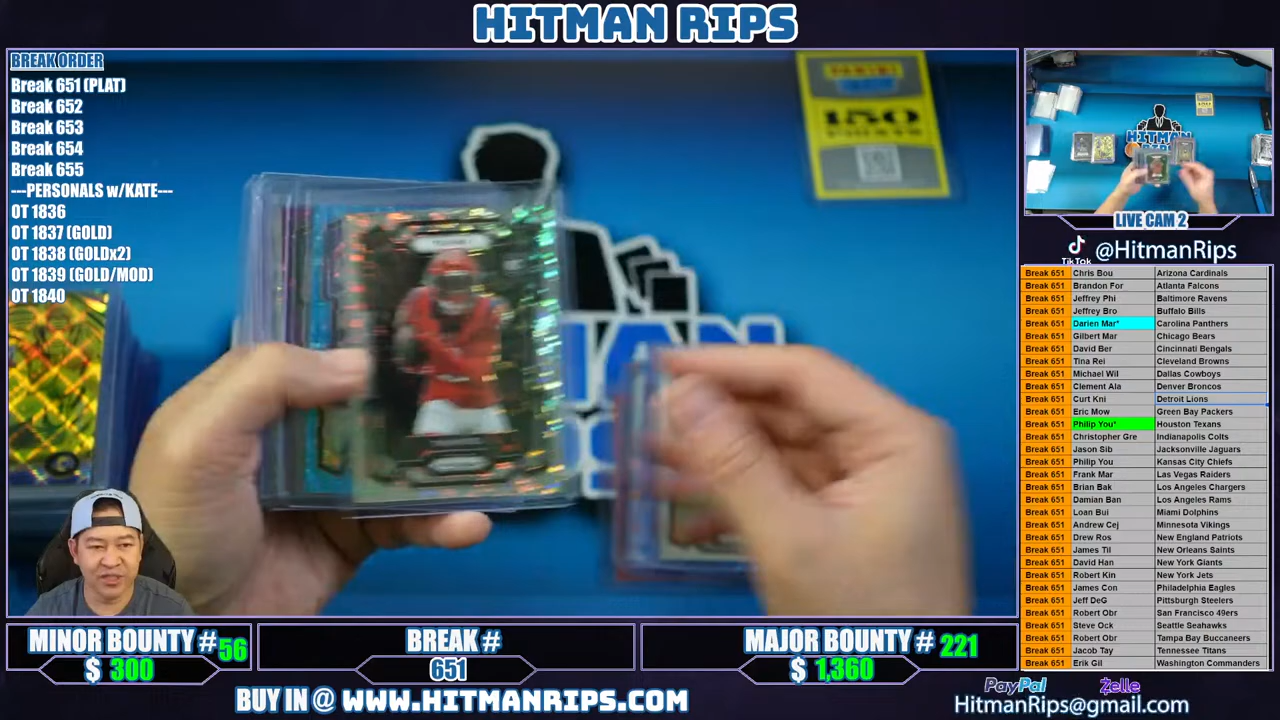 HITMAN RIPS
BREAK ORDER
Break 651 (PLAT)
Break 652
Break 653
Break 654
Break 655
---PERSONALS w/KATE---
OT 1836
OT 1837 (GOLD)
OT 1838 (GOLDx2)
OT 1839 (GOLD/MOD)
OT 1840
PANINI
150
POINTS
HITMAN
LIVE CAM 2
TikTok
@HitmanRips
Break 651 Chris Bou Arizona Cardinals
Break 651 Brandon For Atlanta Falcons
Break 651 Jeffrey Phi Baltimore Ravens
Break 651 Jeffrey Bro Buffalo Bills
Break 651 Darien Mar* Carolina Panthers
Break 651 Gilbert Mar Chicago Bears
Break 651 David Ber Cincinnati Bengals
Break 651 Tina Rei Cleveland Browns
Break 651 Michael Wil Dallas Cowboys
Break 651 Clement Ala Denver Broncos
Break 651 Curt Kni Detroit Lions
Break 651 Eric Mow Green Bay Packers
Break 651 Philip You* Houston Texans
Break 651 Christopher Gre Indianapolis Colts
Break 651 Jason Sib Jacksonville Jaguars
Break 651 Philip You Kansas City Chiefs
Break 651 Frank Mar Las Vegas Raiders
Break 651 Brian Bak Los Angeles Chargers
Break 651 Damian Ban Los Angeles Rams
Break 651 Loan Bui Miami Dolphins
Break 651 Andrew Cej Minnesota Vikings
Break 651 Drew Ros New England Patriots
Break 651 James Til New Orleans Saints
Break 651 David Han New York Giants
Break 651 Robert Kin New York Jets
Break 651 James Con Philadelphia Eagles
Break 651 Jeff DeG Pittsburgh Steelers
Break 651 Robert Obr San Francisco 49ers
Break 651 Steve Ock Seattle Seahawks
Break 651 Robert Obr Tampa Bay Buccaneers
Break 651 Jacob Tay Tennessee Titans
Break 651 Erik Gil Washington Commanders
MINOR BOUNTY # 56
$ 300
BREAK #
651
MAJOR BOUNTY # 221
$ 1,360
BUY IN @ WWW.HITMANRIPS.COM
PayPal Zelle
HitmanRips@gmail.com